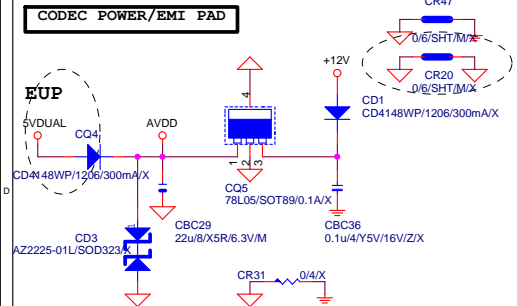 CODEC POWER/EMI PAD
CR47
0/6/SHT/M/X
+12V
CR20
0/6/SHT/M/X
EUP
4
CD1
CD4148WP/1206/300mA/X
5VDUAL
CQ4
AVDD
1
2
3
CD4148WP/1206/300mA/X
CQ5
78L05/SOT89/0.1A/X
D
CBC29
22u/8/X5R/6.3V/M
CBC36
0.1u/4/Y5V/16V/Z/X
CD3
AZ2225-01L/SOD323/X
CR31
0/4/X